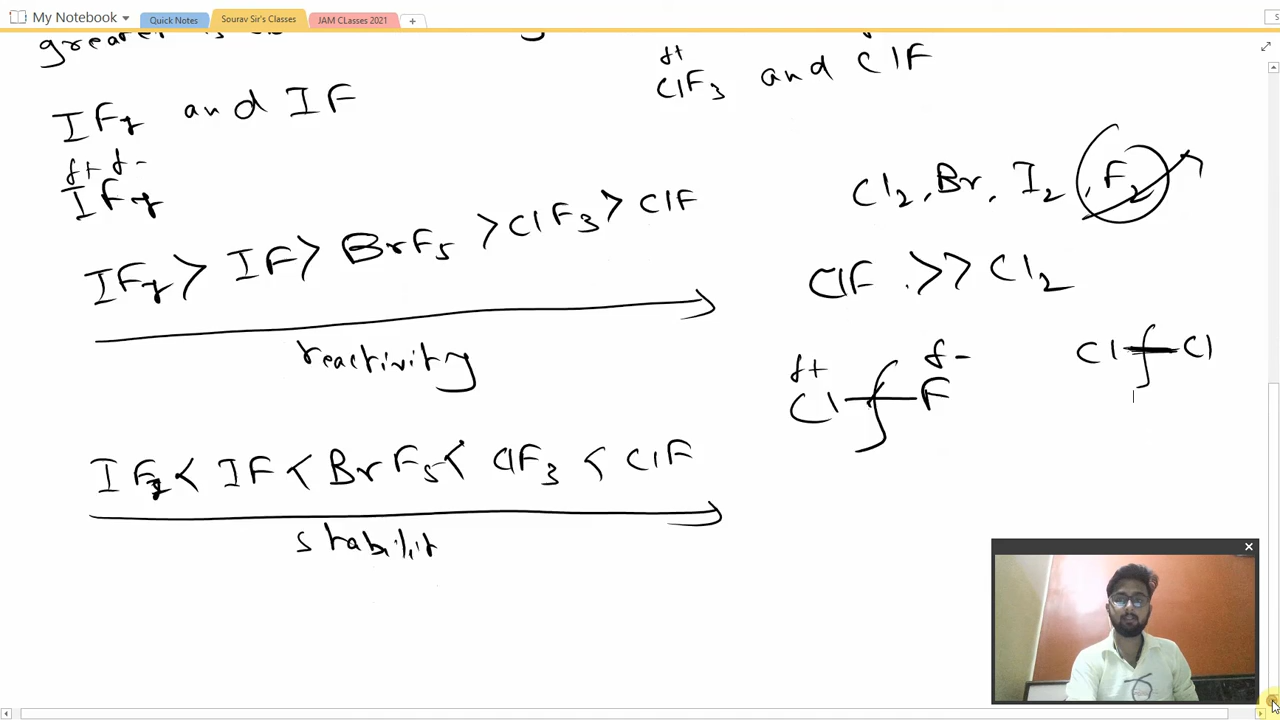 My Notebook
Quick Notes
Sourav Sir's Classes
JAM CLasses 2021
greater is
ClF3 and ClF
δ+
IF7 and IF
δ+ δ-
IF7
Cl2, Br, I2, F2
IF7 > IF > BrF5 > ClF3 > ClF
ClF >> Cl2
reactivity
δ+ δ-
Cl F
Cl Cl
IF7 < IF < BrF5 < ClF3 < ClF
stabilit